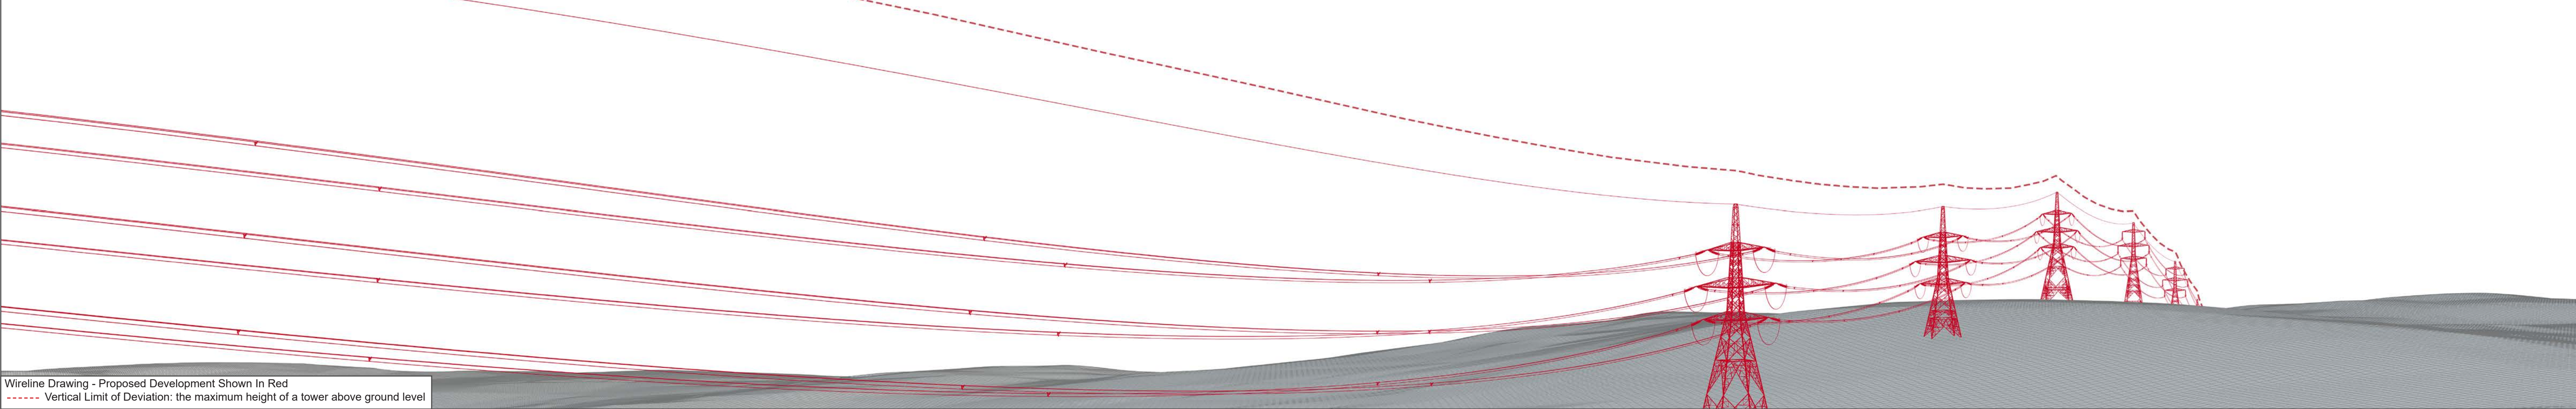 Wireline Drawing - Proposed Development Shown In Red
Vertical Limit of Deviation: the maximum height of a tower above ground level